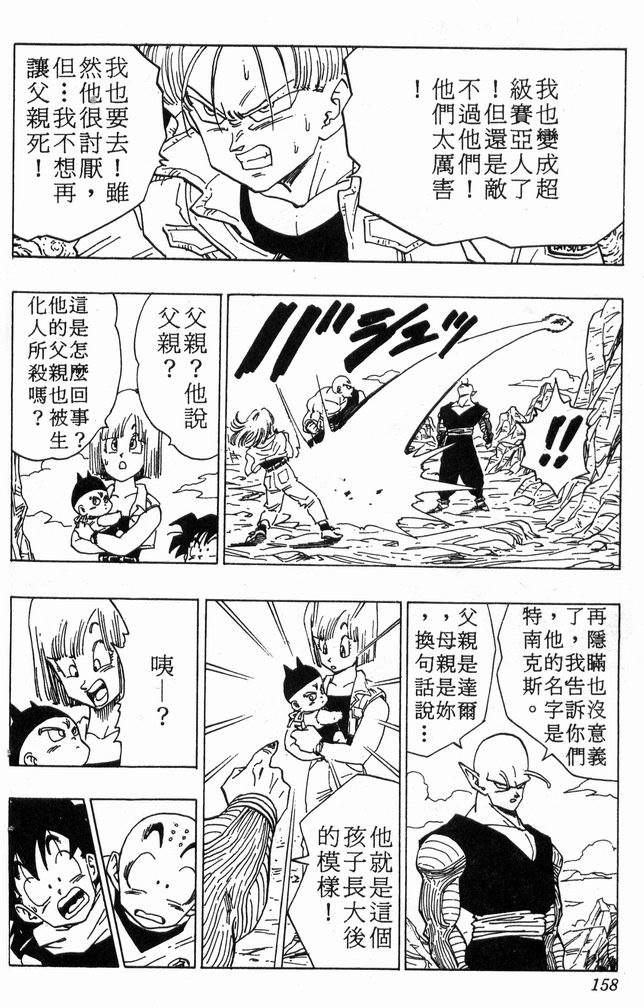 我也變成超
級賽亞人了
！但還是敵
不過他們！
他們太厲害
！
我也要去！雖
然他很討厭，
但…我不想再
讓父親死！
!!
父親？他說
父親？
這是怎麼回事？
他的父親也被生
化人所殺嗎？
再隱瞞也沒意義
了，我告訴你們
，他的名字是
特南克斯。
父親是達爾
，母親是妳
，換句話說…
他就是這個
孩子長大後
的模樣！
咦—？
158